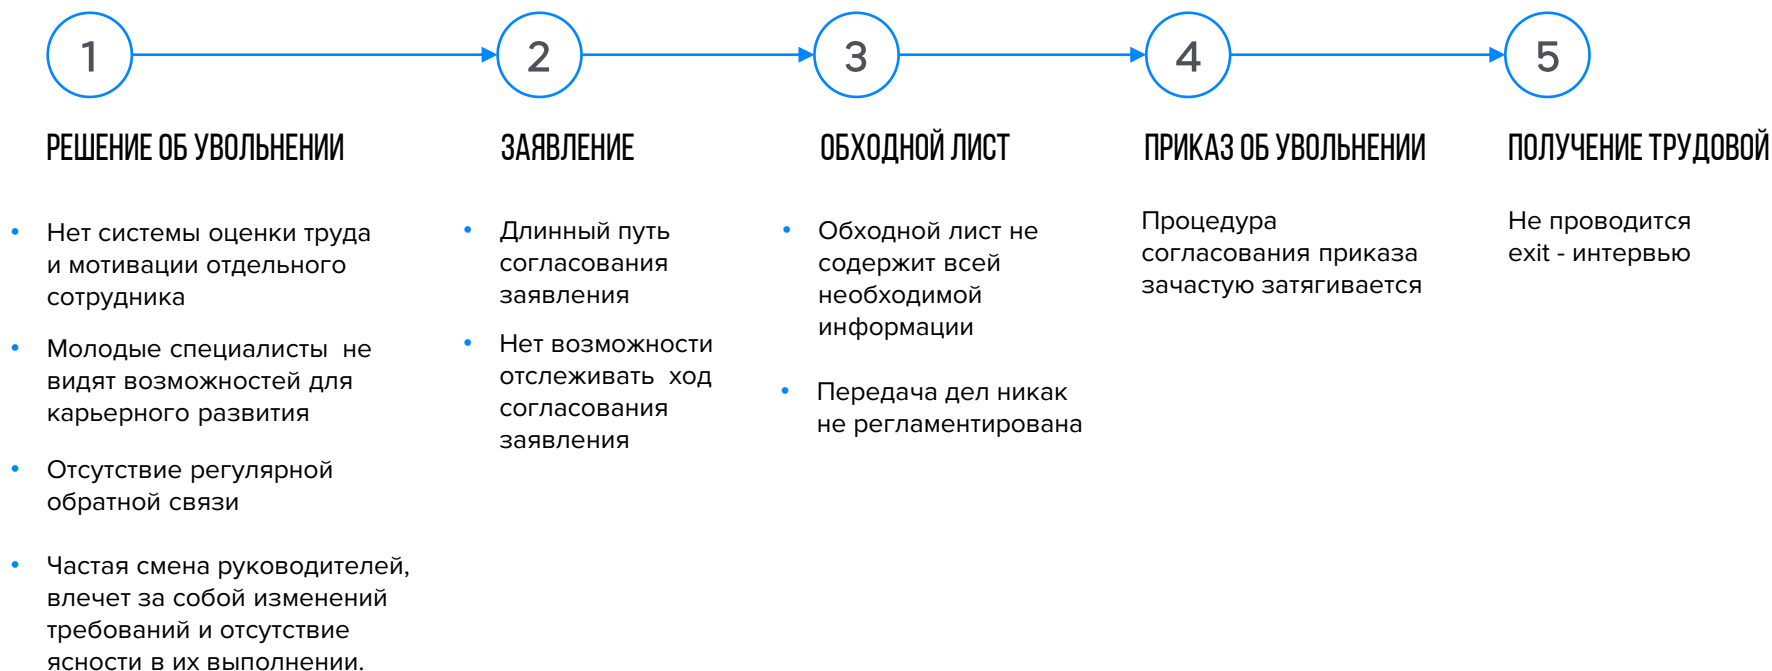 1
2
3
4
5
РЕШЕНИЕ ОБ УВОЛЬНЕНИИ
• Нет системы оценки труда
и мотивации отдельного
сотрудника
• Молодые специалисты  не
видят возможностей для
карьерного развития
• Отсутствие регулярной
обратной связи
• Частая смена руководителей,
влечет за собой изменений
требований и отсутствие
ясности в их выполнении.
ЗАЯВЛЕНИЕ
• Длинный путь
согласования
заявления
• Нет возможности
отслеживать  ход
согласования
заявления
ОБХОДНОЙ ЛИСТ
• Обходной лист не
содержит всей
необходимой
информации
• Передача дел никак
не регламентирована
ПРИКАЗ ОБ УВОЛЬНЕНИИ
Процедура
согласования приказа
зачастую затягивается
ПОЛУЧЕНИЕ ТРУДОВОЙ
Не проводится
exit - интервью